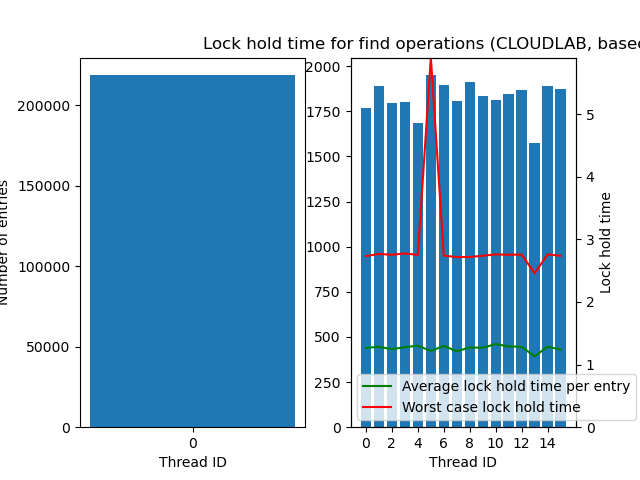 Lock hold time for find operations (CLOUDLAB, base
200000
150000
100000
50000
0
Number of entries
0
Thread ID
2000
1750
1500
1250
1000
750
500
250
0
5
4
3
2
1
0
Lock hold time
Average lock hold time per entry
Worst case lock hold time
0 2 4 6 8 10 12 14
Thread ID